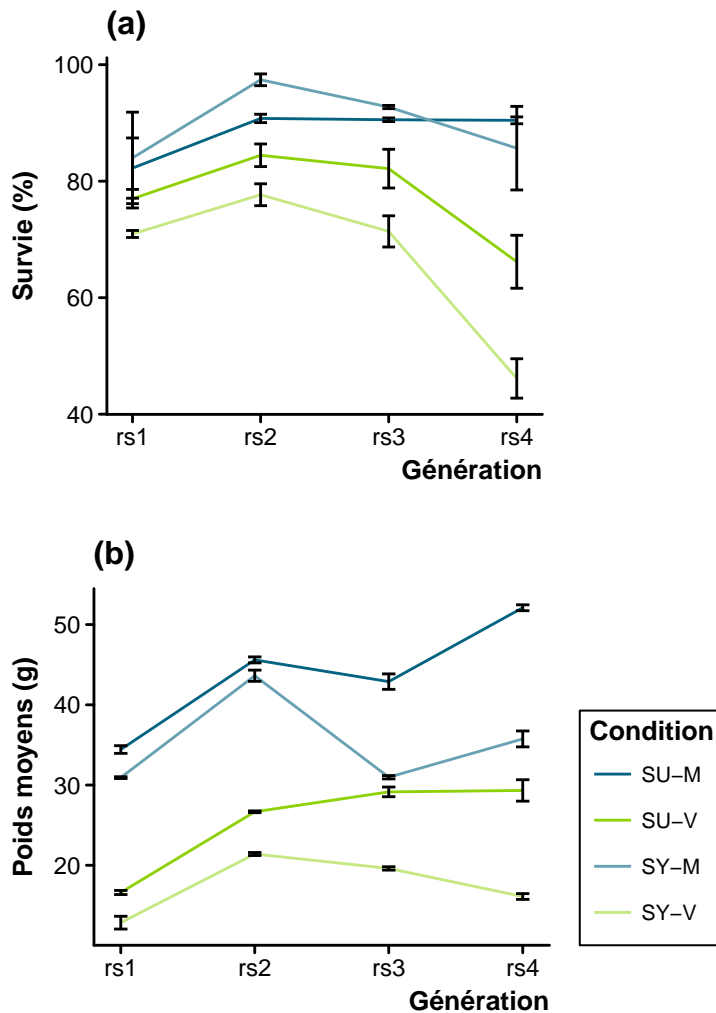 (a)
Survie (%)
100
80
60
40
rs1 rs2 rs3 rs4
Génération
(b)
Poids moyens (g)
50
40
30
20
rs1 rs2 rs3 rs4
Génération
Condition
SU−M
SU−V
SY−M
SY−V